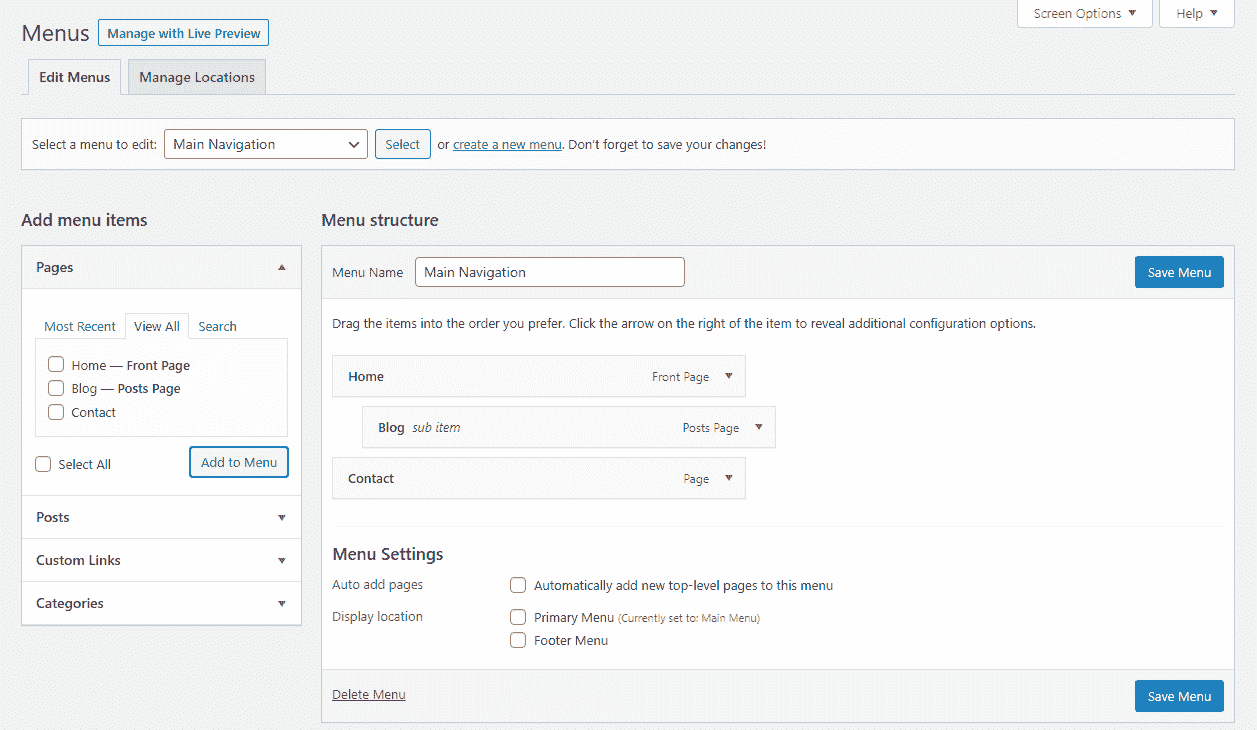 Screen Options Help
Menus Manage with Live Preview
Edit Menus Manage Locations
Select a menu to edit: Main Navigation Select or create a new menu. Don't forget to save your changes!
Add menu items
Pages
Most Recent View All Search
Home — Front Page
Blog — Posts Page
Contact
Select All Add to Menu
Posts
Custom Links
Categories
Menu structure
Menu Name Main Navigation Save Menu
Drag the items into the order you prefer. Click the arrow on the right of the item to reveal additional configuration options.
Home Front Page
Blog sub item Posts Page
Contact Page
Menu Settings
Auto add pages Automatically add new top-level pages to this menu
Display location Primary Menu (Currently set to: Main Menu)
Footer Menu
Delete Menu Save Menu